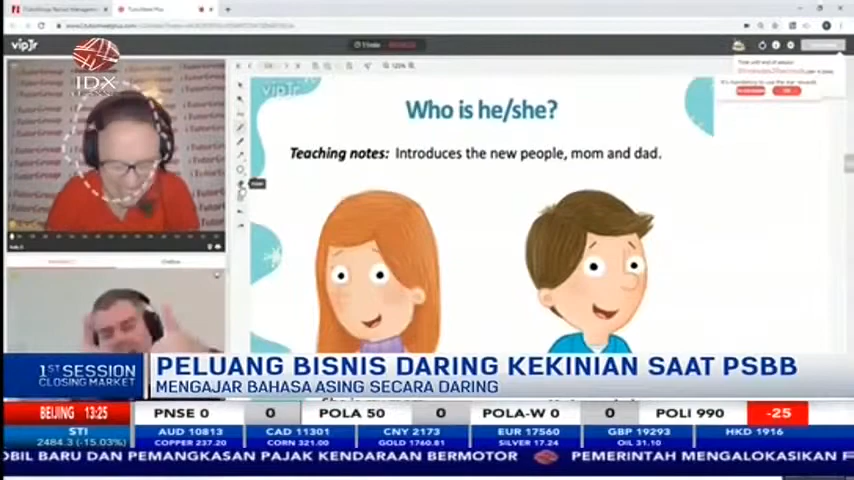 vipJr
IDX
TutorGroup
vipJr
Who is he/she?
Teaching notes: Introduces the new people, mom and dad.
1ST SESSION
CLOSING MARKET
PELUANG BISNIS DARING KEKINIAN SAAT PSBB
MENGAJAR BAHASA ASING SECARA DARING
BEIJING 13:25
PNSE 0 0 POLA 50 0 POLA-W 0 0 POLI 990 -25
STI
2484.3 (-15.03%)
AUD 10813 CAD 11301 CNY 2173 EUR 17560 GBP 19293 HKD 1916
COPPER 237.20 CORN 321.00 GOLD 1760.81 SILVER 17.24 OIL 31.10
OBIL BARU DAN PEMANGKASAN PAJAK KENDARAAN BERMOTOR PEMERINTAH MENGALOKASIKAN